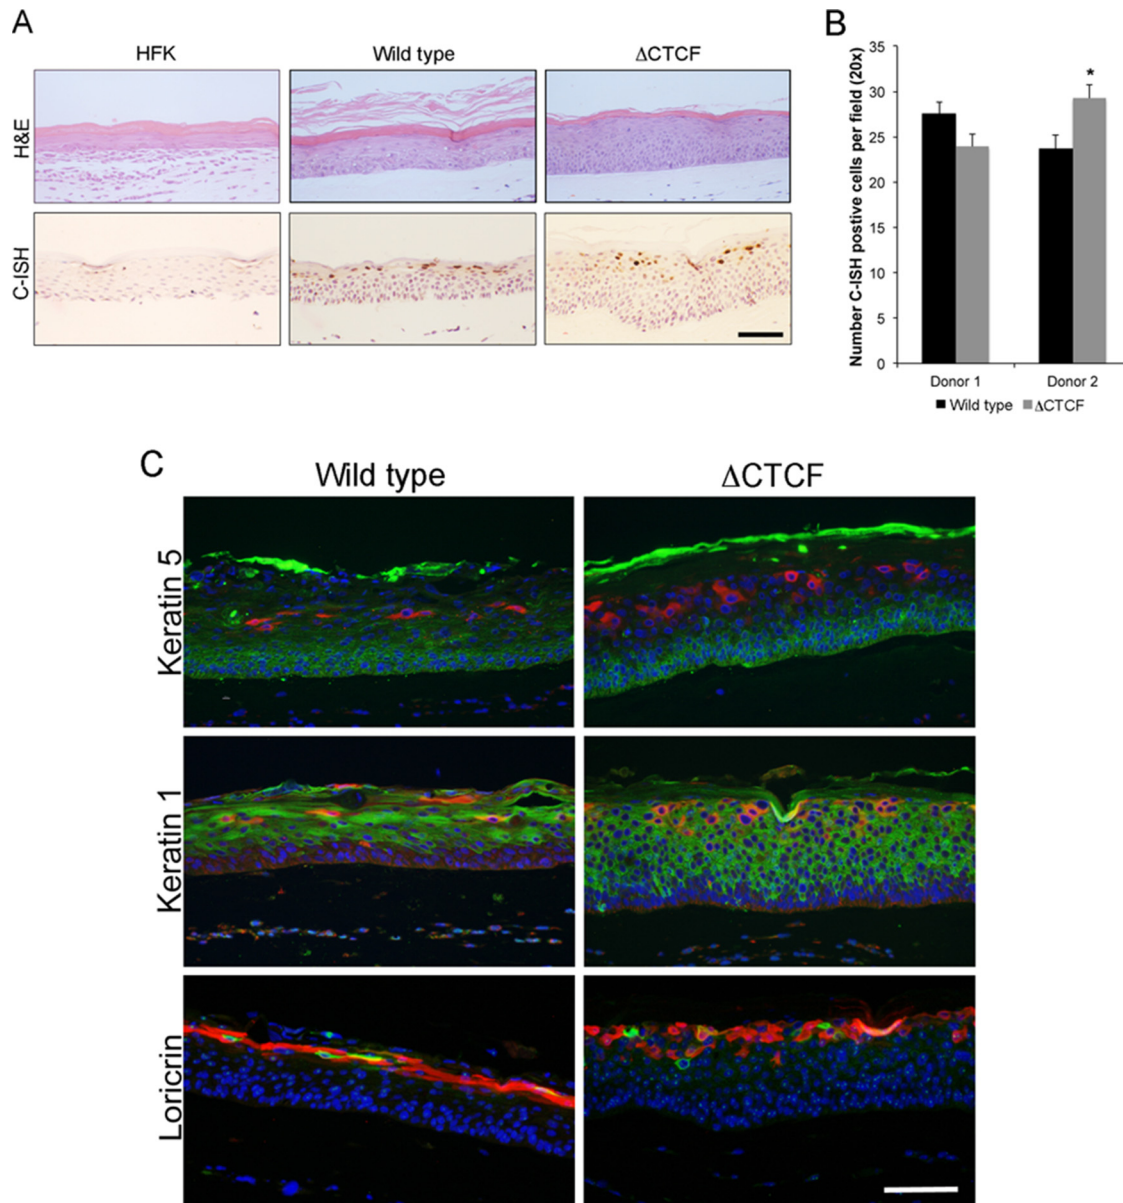 A
HFK
Wild type
ΔCTCF
H&E
C-ISH
B
Number C-ISH postive cells per field (20x)
35
30
25
20
15
10
5
0
*
Donor 1
Donor 2
Wild type
ΔCTCF
C
Wild type
ΔCTCF
Keratin 5
Keratin 1
Loricrin